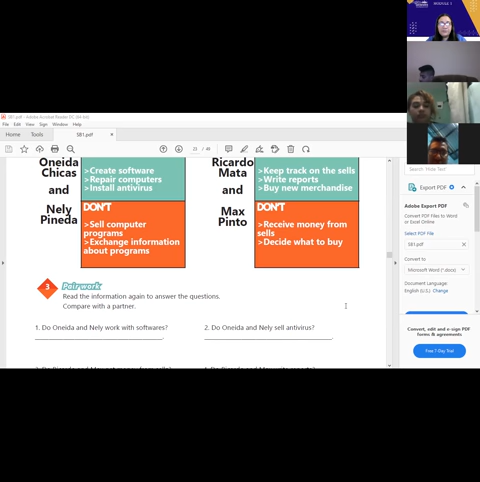 MODULE 3
SB1.pdf - Adobe Acrobat Reader DC (64-bit)
File Edit View Sign Window Help
Home Tools SB1.pdf ×
Oneida
Chicas
and
Nely
Pineda
>Create software
>Repair computers
>Install antivirus
DON'T
>Sell computer
programs
>Exchange information
about programs
Ricardo
Mata
and
Max
Pinto
>Keep track on the sells
>Write reports
>Buy new merchandise
DON'T
>Receive money from
sells
>Decide what to buy
3 Pairwork
Read the information again to answer the questions.
Compare with a partner.
1. Do Oneida and Nely work with softwares?
2. Do Oneida and Nely sell antivirus?
Export PDF
Adobe Export PDF
Convert PDF Files to Word
or Excel Online
Select PDF File
SB1.pdf
Convert to
Microsoft Word (*.docx)
Document Language:
English (U.S.) Change
Convert, edit and e-sign PDF
forms & agreements
Free 7-Day Trial